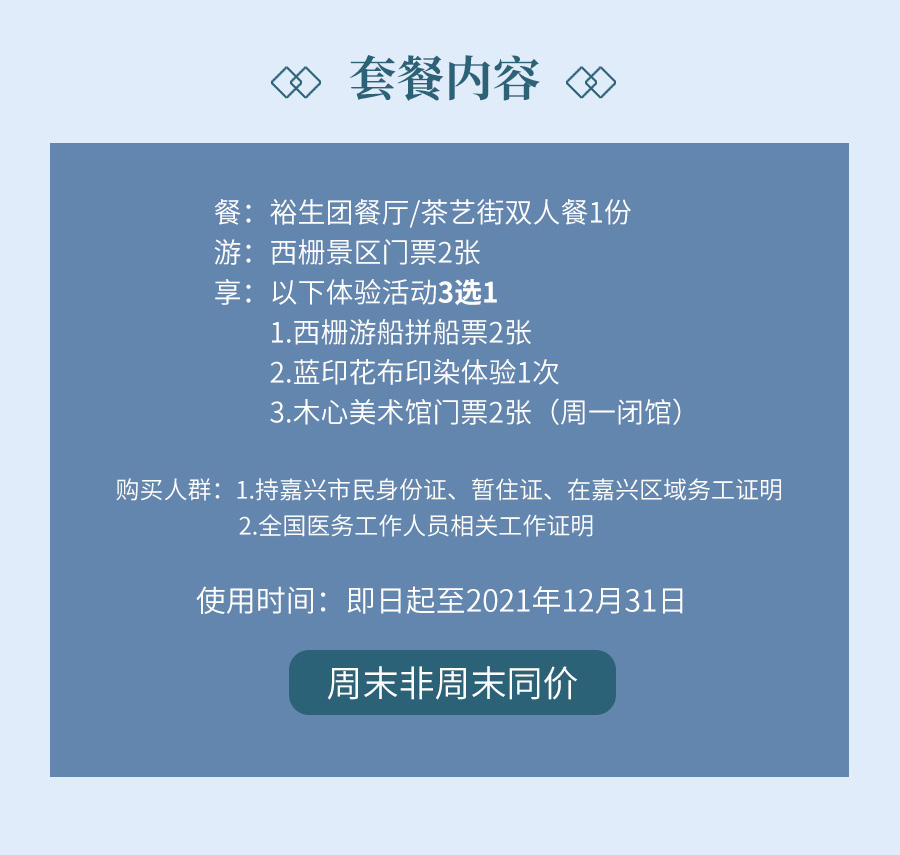 套餐内容
餐：裕生团餐厅/茶艺街双人餐1份
游：西栅景区门票2张
享：以下体验活动3选1
1.西栅游船拼船票2张
2.蓝印花布印染体验1次
3.木心美术馆门票2张（周一闭馆）
购买人群：1.持嘉兴市民身份证、暂住证、在嘉兴区域务工证明
2.全国医务工作人员相关工作证明
使用时间：即日起至2021年12月31日
周末非周末同价